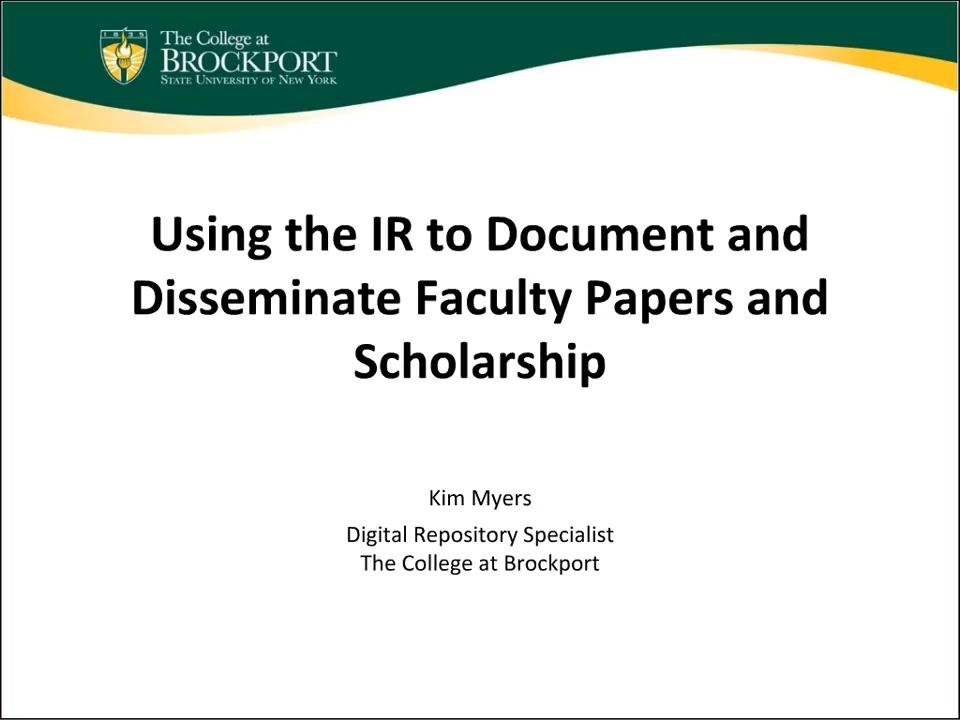 1835
The College at
BROCKPORT
STATE UNIVERSITY OF NEW YORK
Using the IR to Document and
Disseminate Faculty Papers and
Scholarship
Kim Myers
Digital Repository Specialist
The College at Brockport